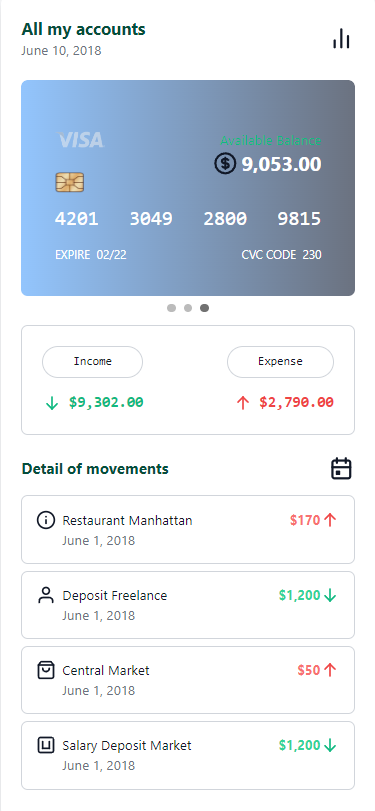 All my accounts
June 10, 2018
VISA
Available Balance
$ 9,053.00
4201 3049 2800 9815
EXPIRE 02/22 CVC CODE 230
Income Expense
$9,302.00 $2,790.00
Detail of movements
Restaurant Manhattan $170
June 1, 2018
Deposit Freelance $1,200
June 1, 2018
Central Market $50
June 1, 2018
Salary Deposit Market $1,200
June 1, 2018